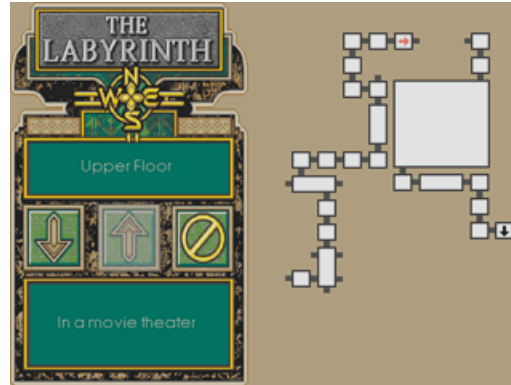 THE
LABYRINTH
N
W E
S
Upper Floor
In a movie theater